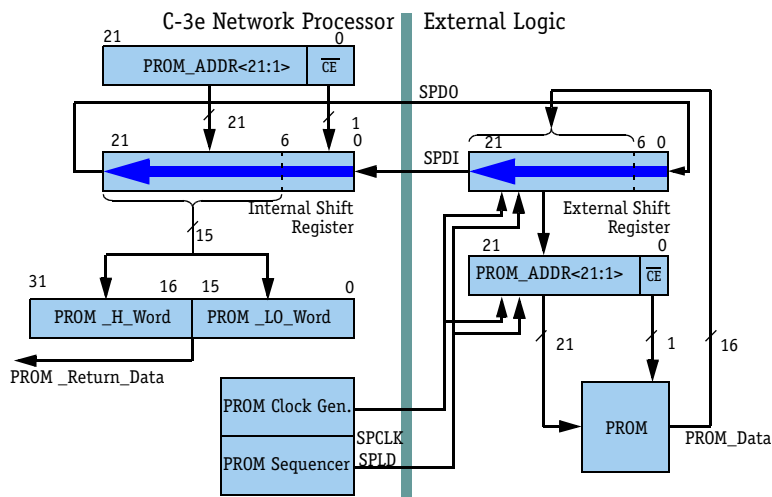 C-3e Network Processor
External Logic
21
0
PROM_ADDR<21:1>
CE
SPDO
21
1
21
6
0
SPDI
21
6
0
Internal Shift
Register
External Shift
Register
15
21
0
PROM_ADDR<21:1>
CE
31
16
15
0
PROM _H_Word
PROM _LO_Word
21
1
16
PROM _Return_Data
PROM Clock Gen.
SPCLK
PROM
PROM_Data
PROM Sequencer
SPLD